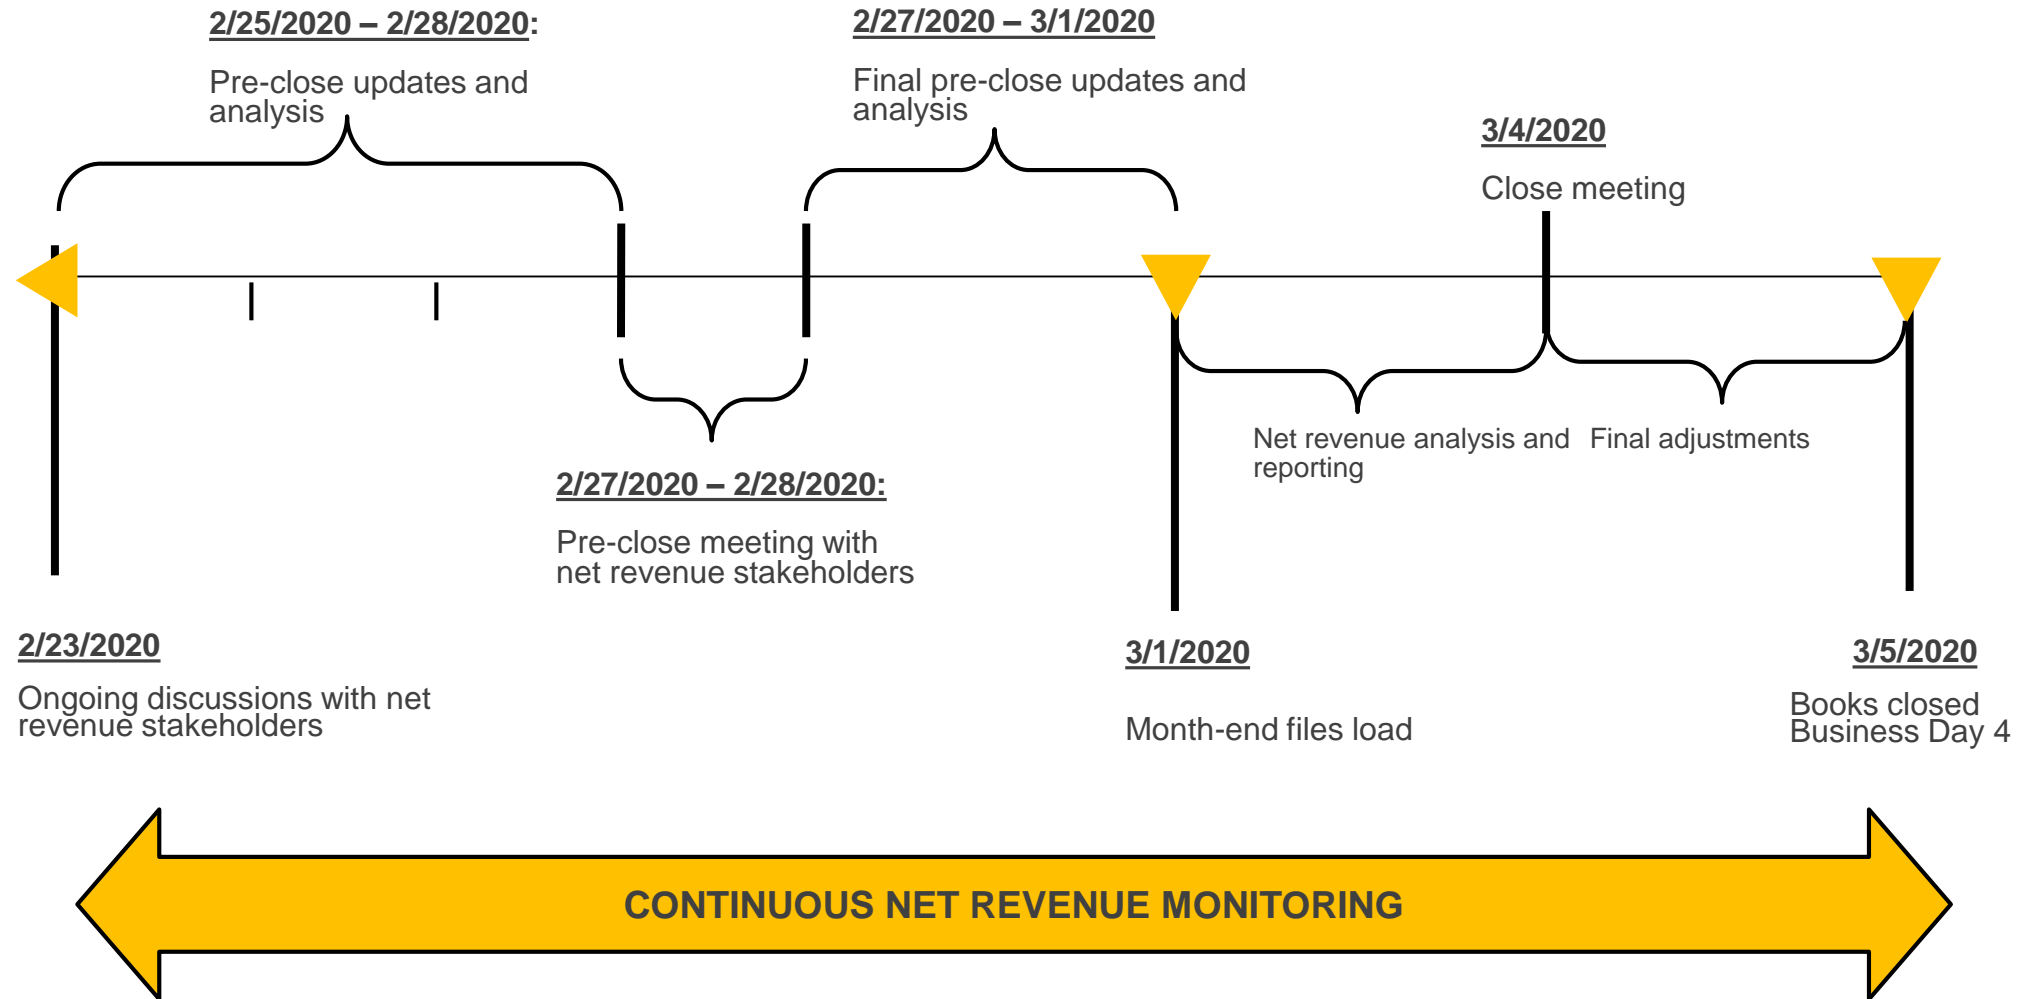 2/25/2020 – 2/28/2020:
Pre-close updates and
analysis
2/27/2020 – 3/1/2020
Final pre-close updates and
analysis
3/4/2020
Close meeting
Net revenue analysis and
reporting
Final adjustments
2/27/2020 – 2/28/2020:
Pre-close meeting with
net revenue stakeholders
2/23/2020
Ongoing discussions with net
revenue stakeholders
3/1/2020
Month-end files load
3/5/2020
Books closed
Business Day 4
CONTINUOUS NET REVENUE MONITORING